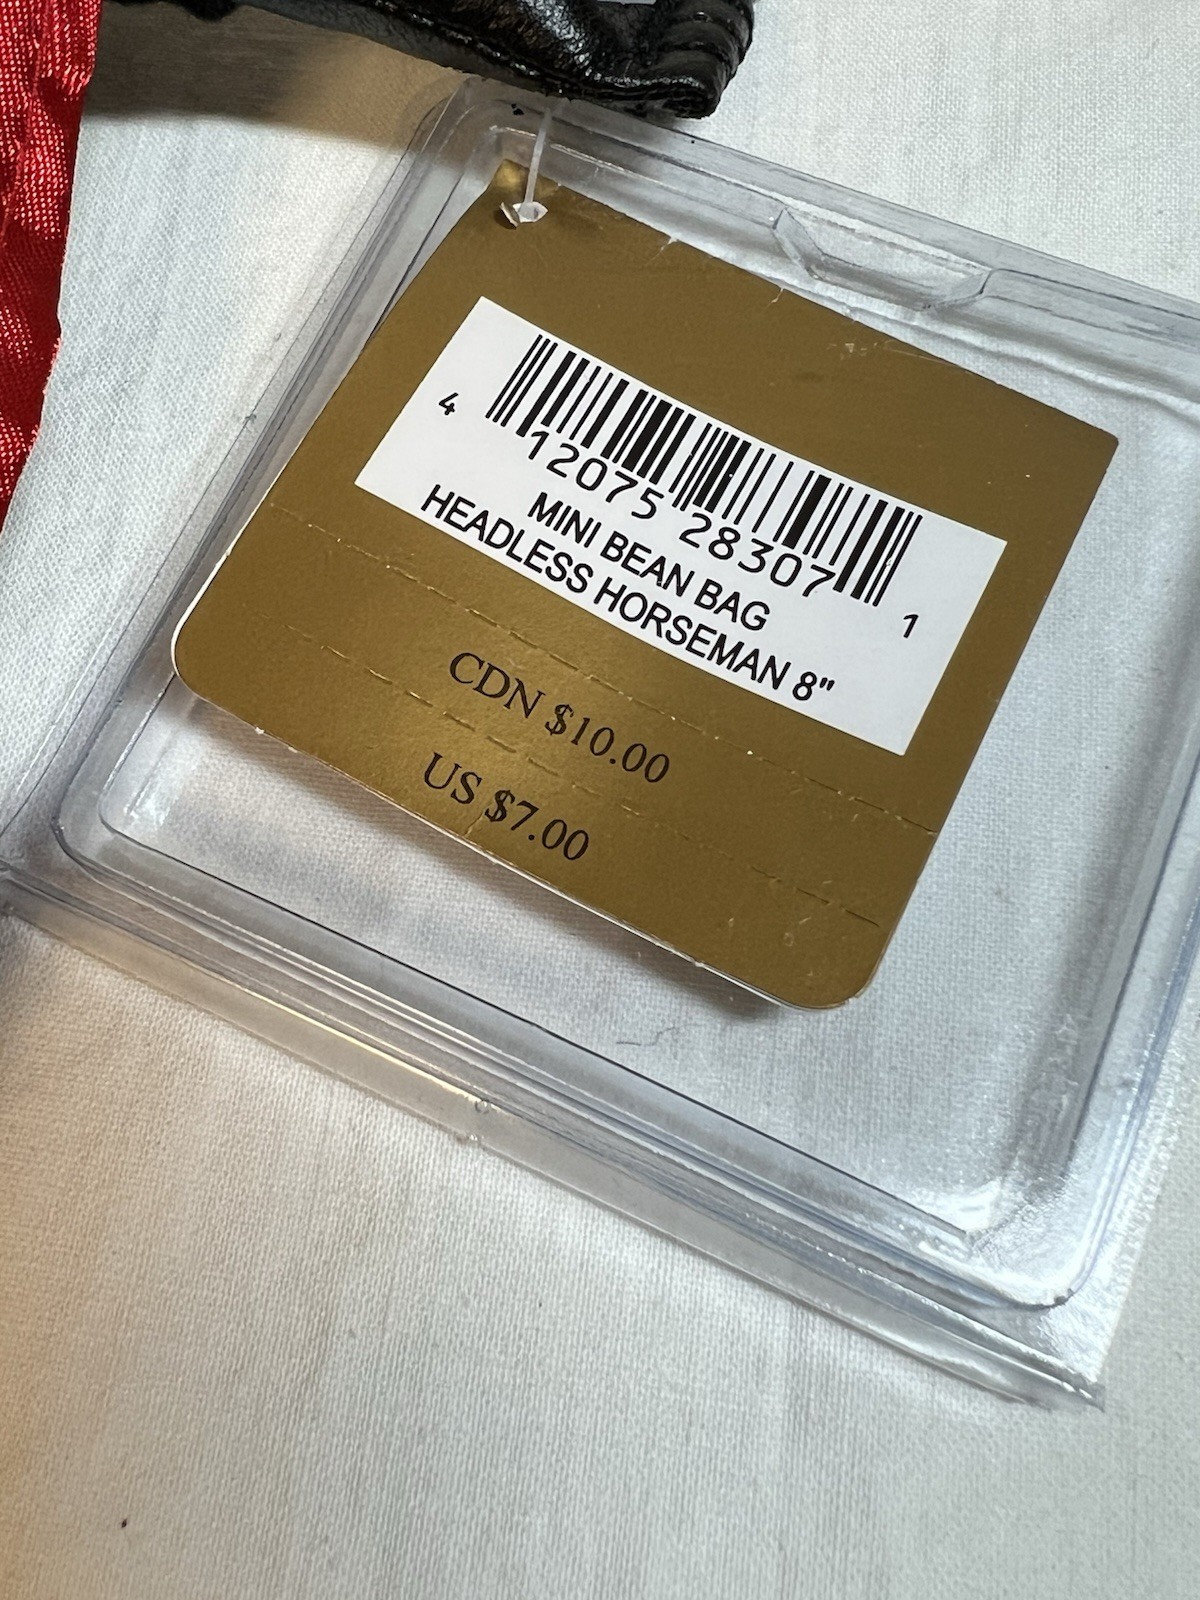 4 12075 28307 1
MINI BEAN BAG
HEADLESS HORSEMAN 8"
CDN $10.00
US $7.00